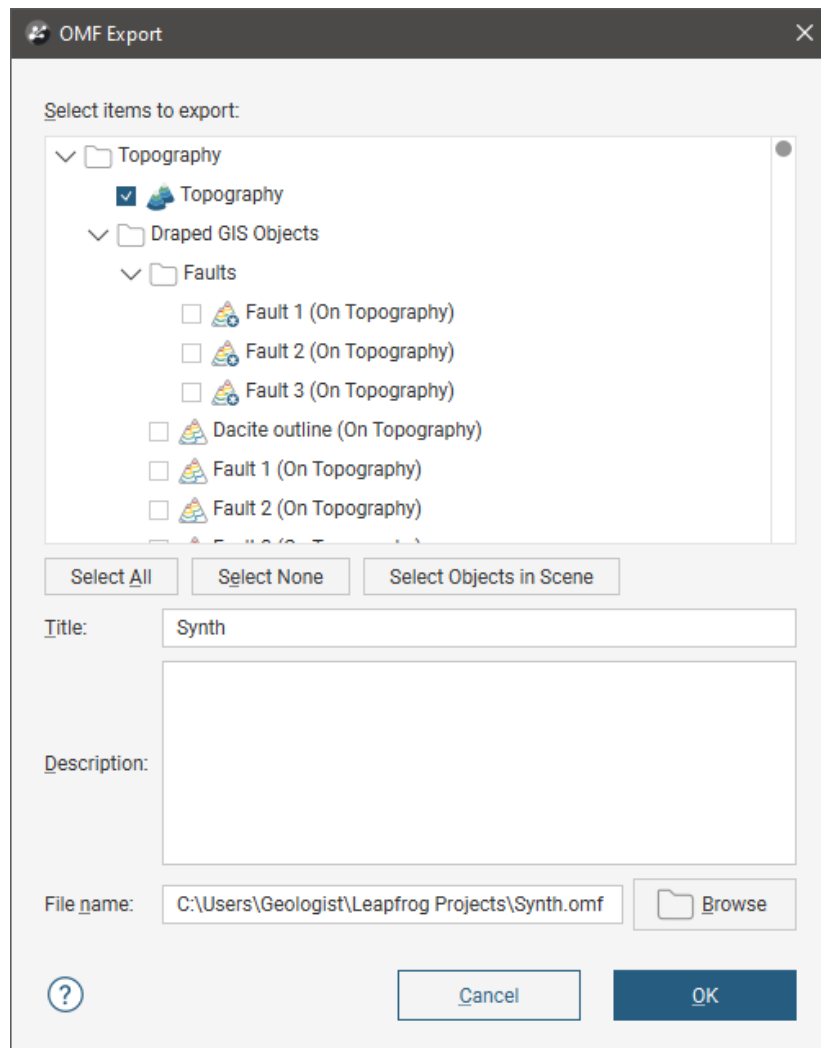 OMF Export
Select items to export:
Topography
Topography
Draped GIS Objects
Faults
Fault 1 (On Topography)
Fault 2 (On Topography)
Fault 3 (On Topography)
Dacite outline (On Topography)
Fault 1 (On Topography)
Fault 2 (On Topography)
Select All Select None Select Objects in Scene
Title: Synth
Description:
File name: C:\Users\Geologist\Leapfrog Projects\Synth.omf Browse
? Cancel OK